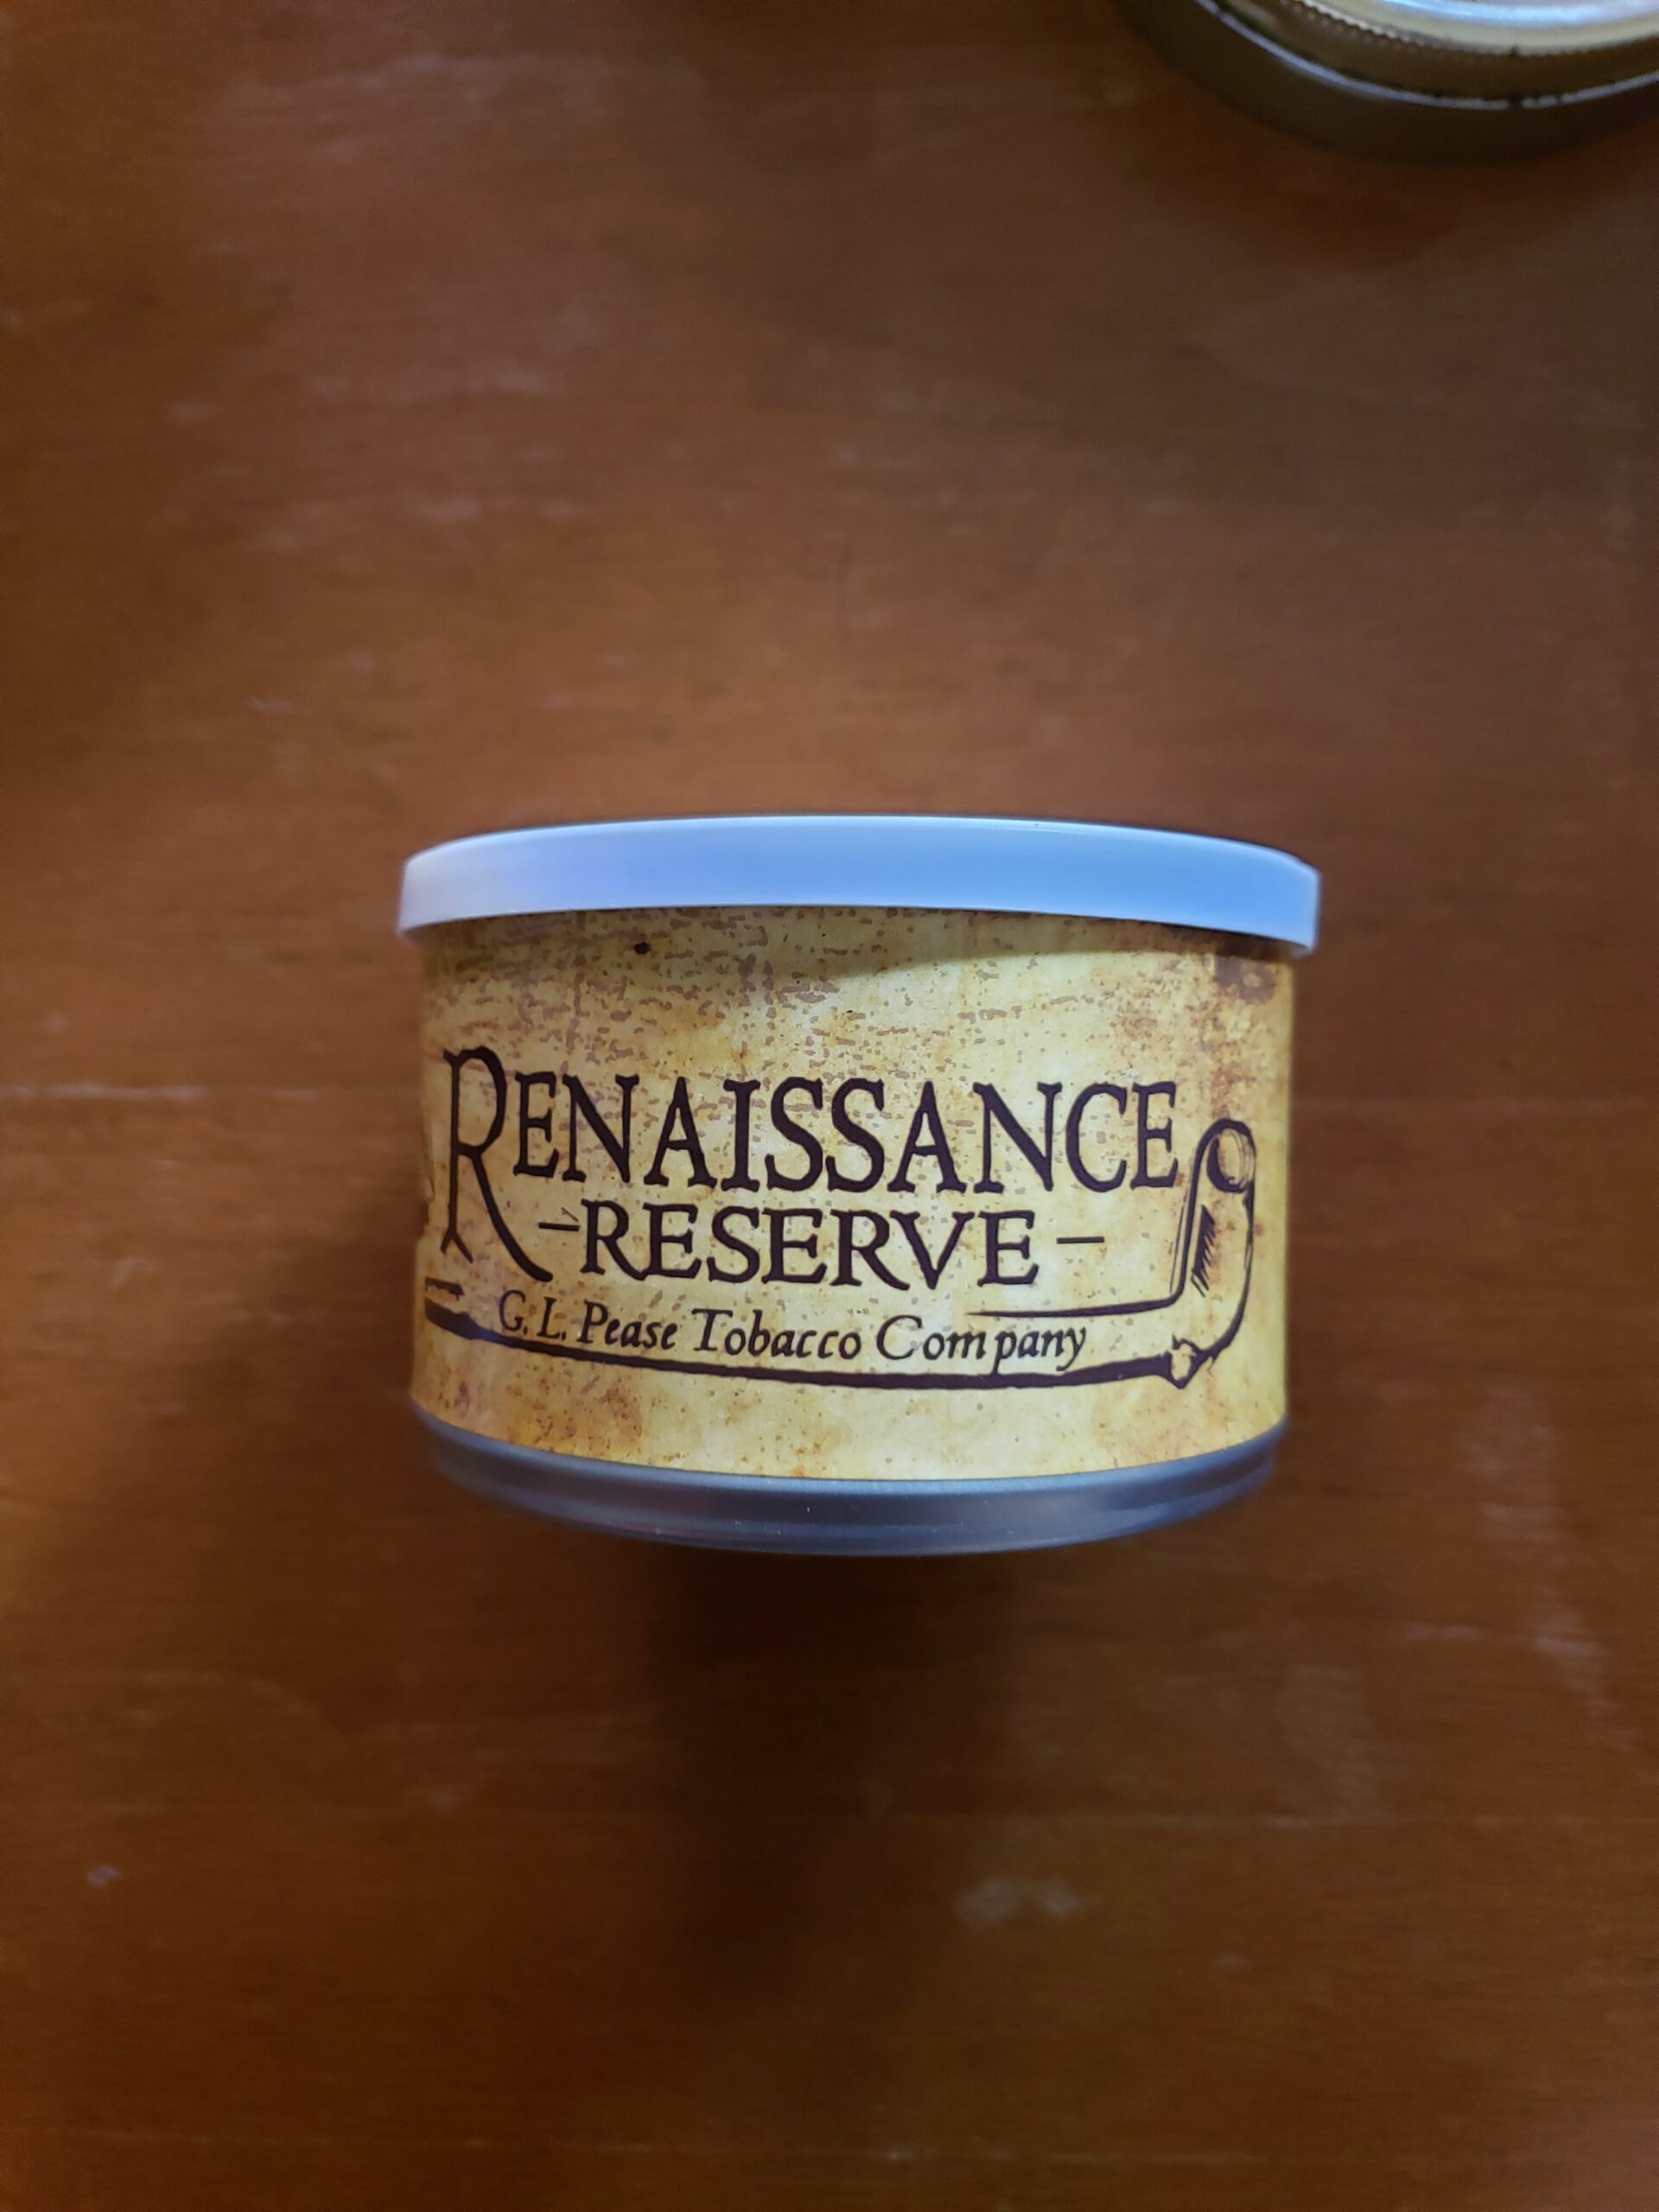 RENAISSANCE
-RESERVE-
G. L. Pease Tobacco Company